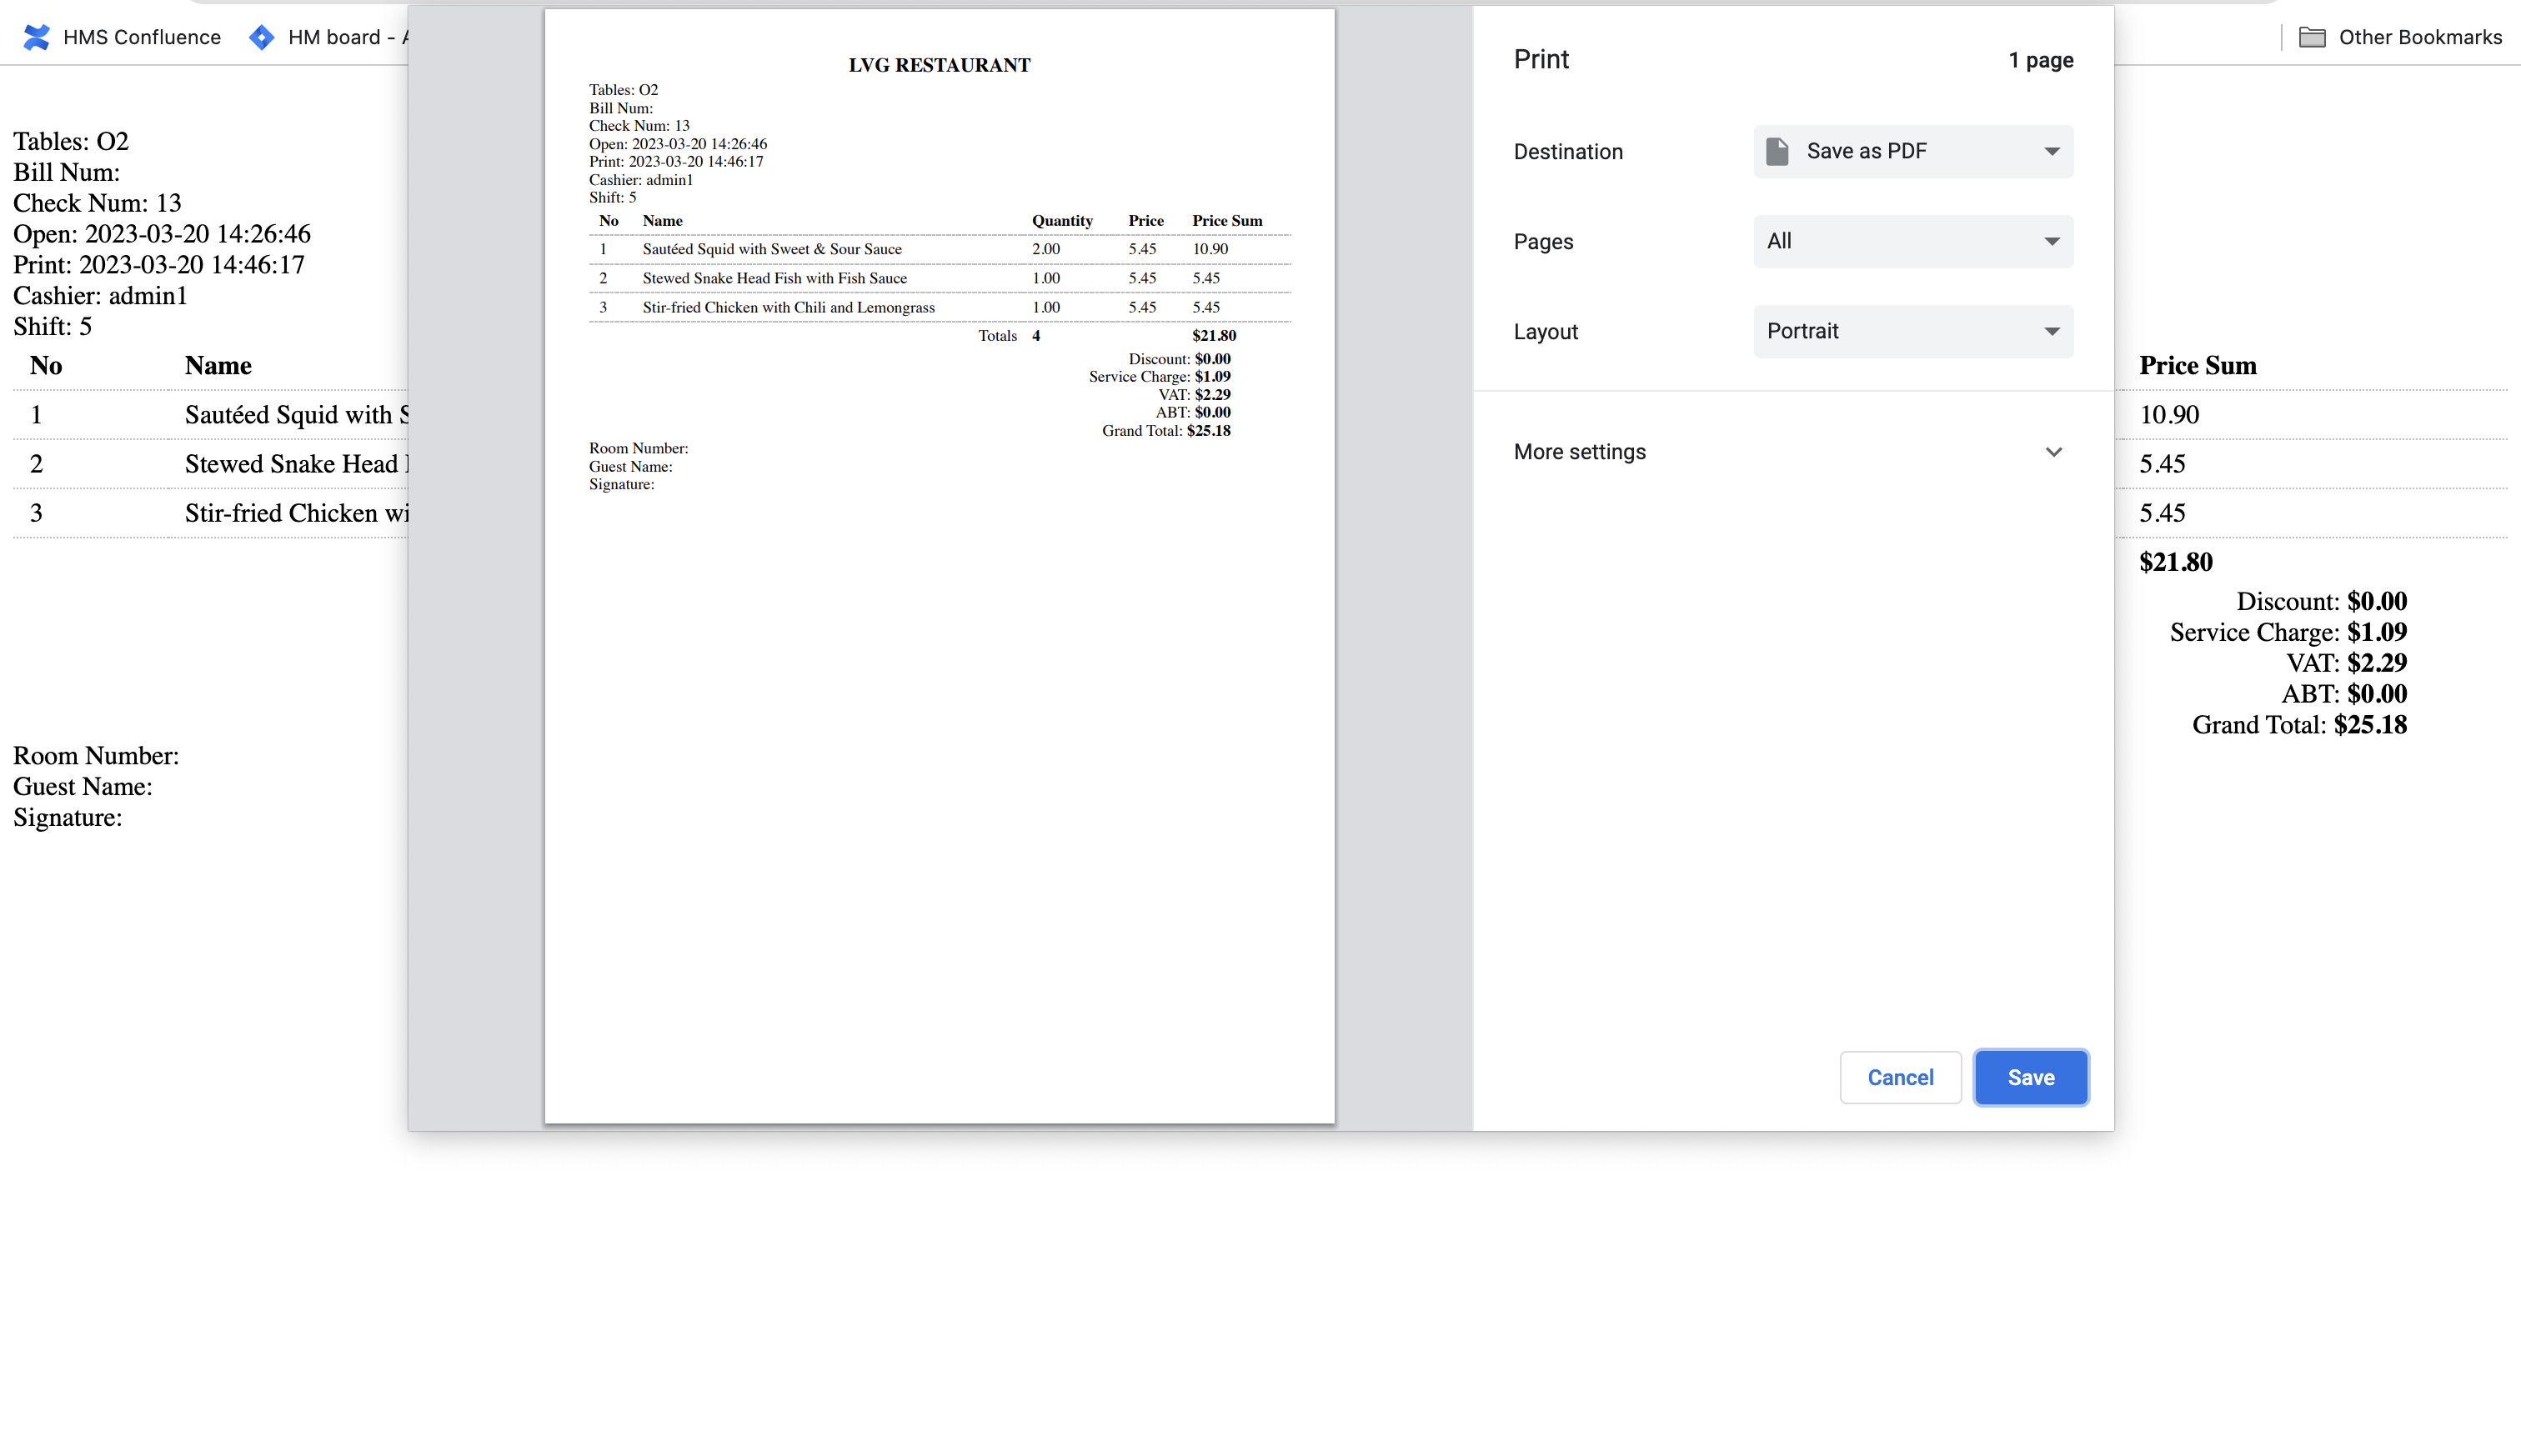 HMS Confluence
HM board -
Other Bookmarks
Tables: O2
Bill Num:
Check Num: 13
Open: 2023-03-20 14:26:46
Print: 2023-03-20 14:46:17
Cashier: admin1
Shift: 5
No Name Price Sum
1 Sautéed Squid with 10.90
2 Stewed Snake Head 5.45
3 Stir-fried Chicken 5.45
$21.80
Discount: $0.00
Service Charge: $1.09
VAT: $2.29
ABT: $0.00
Grand Total: $25.18
Room Number:
Guest Name:
Signature:
LVG RESTAURANT
Tables: O2
Bill Num:
Check Num: 13
Open: 2023-03-20 14:26:46
Print: 2023-03-20 14:46:17
Cashier: admin1
Shift: 5
No Name Quantity Price Price Sum
1 Sautéed Squid with Sweet & Sour Sauce 2.00 5.45 10.90
2 Stewed Snake Head Fish with Fish Sauce 1.00 5.45 5.45
3 Stir-fried Chicken with Chili and Lemongrass 1.00 5.45 5.45
Totals 4 $21.80
Discount: $0.00
Service Charge: $1.09
VAT: $2.29
ABT: $0.00
Grand Total: $25.18
Room Number:
Guest Name:
Signature:
Print 1 page
Destination Save as PDF
Pages All
Layout Portrait
More settings
Cancel Save